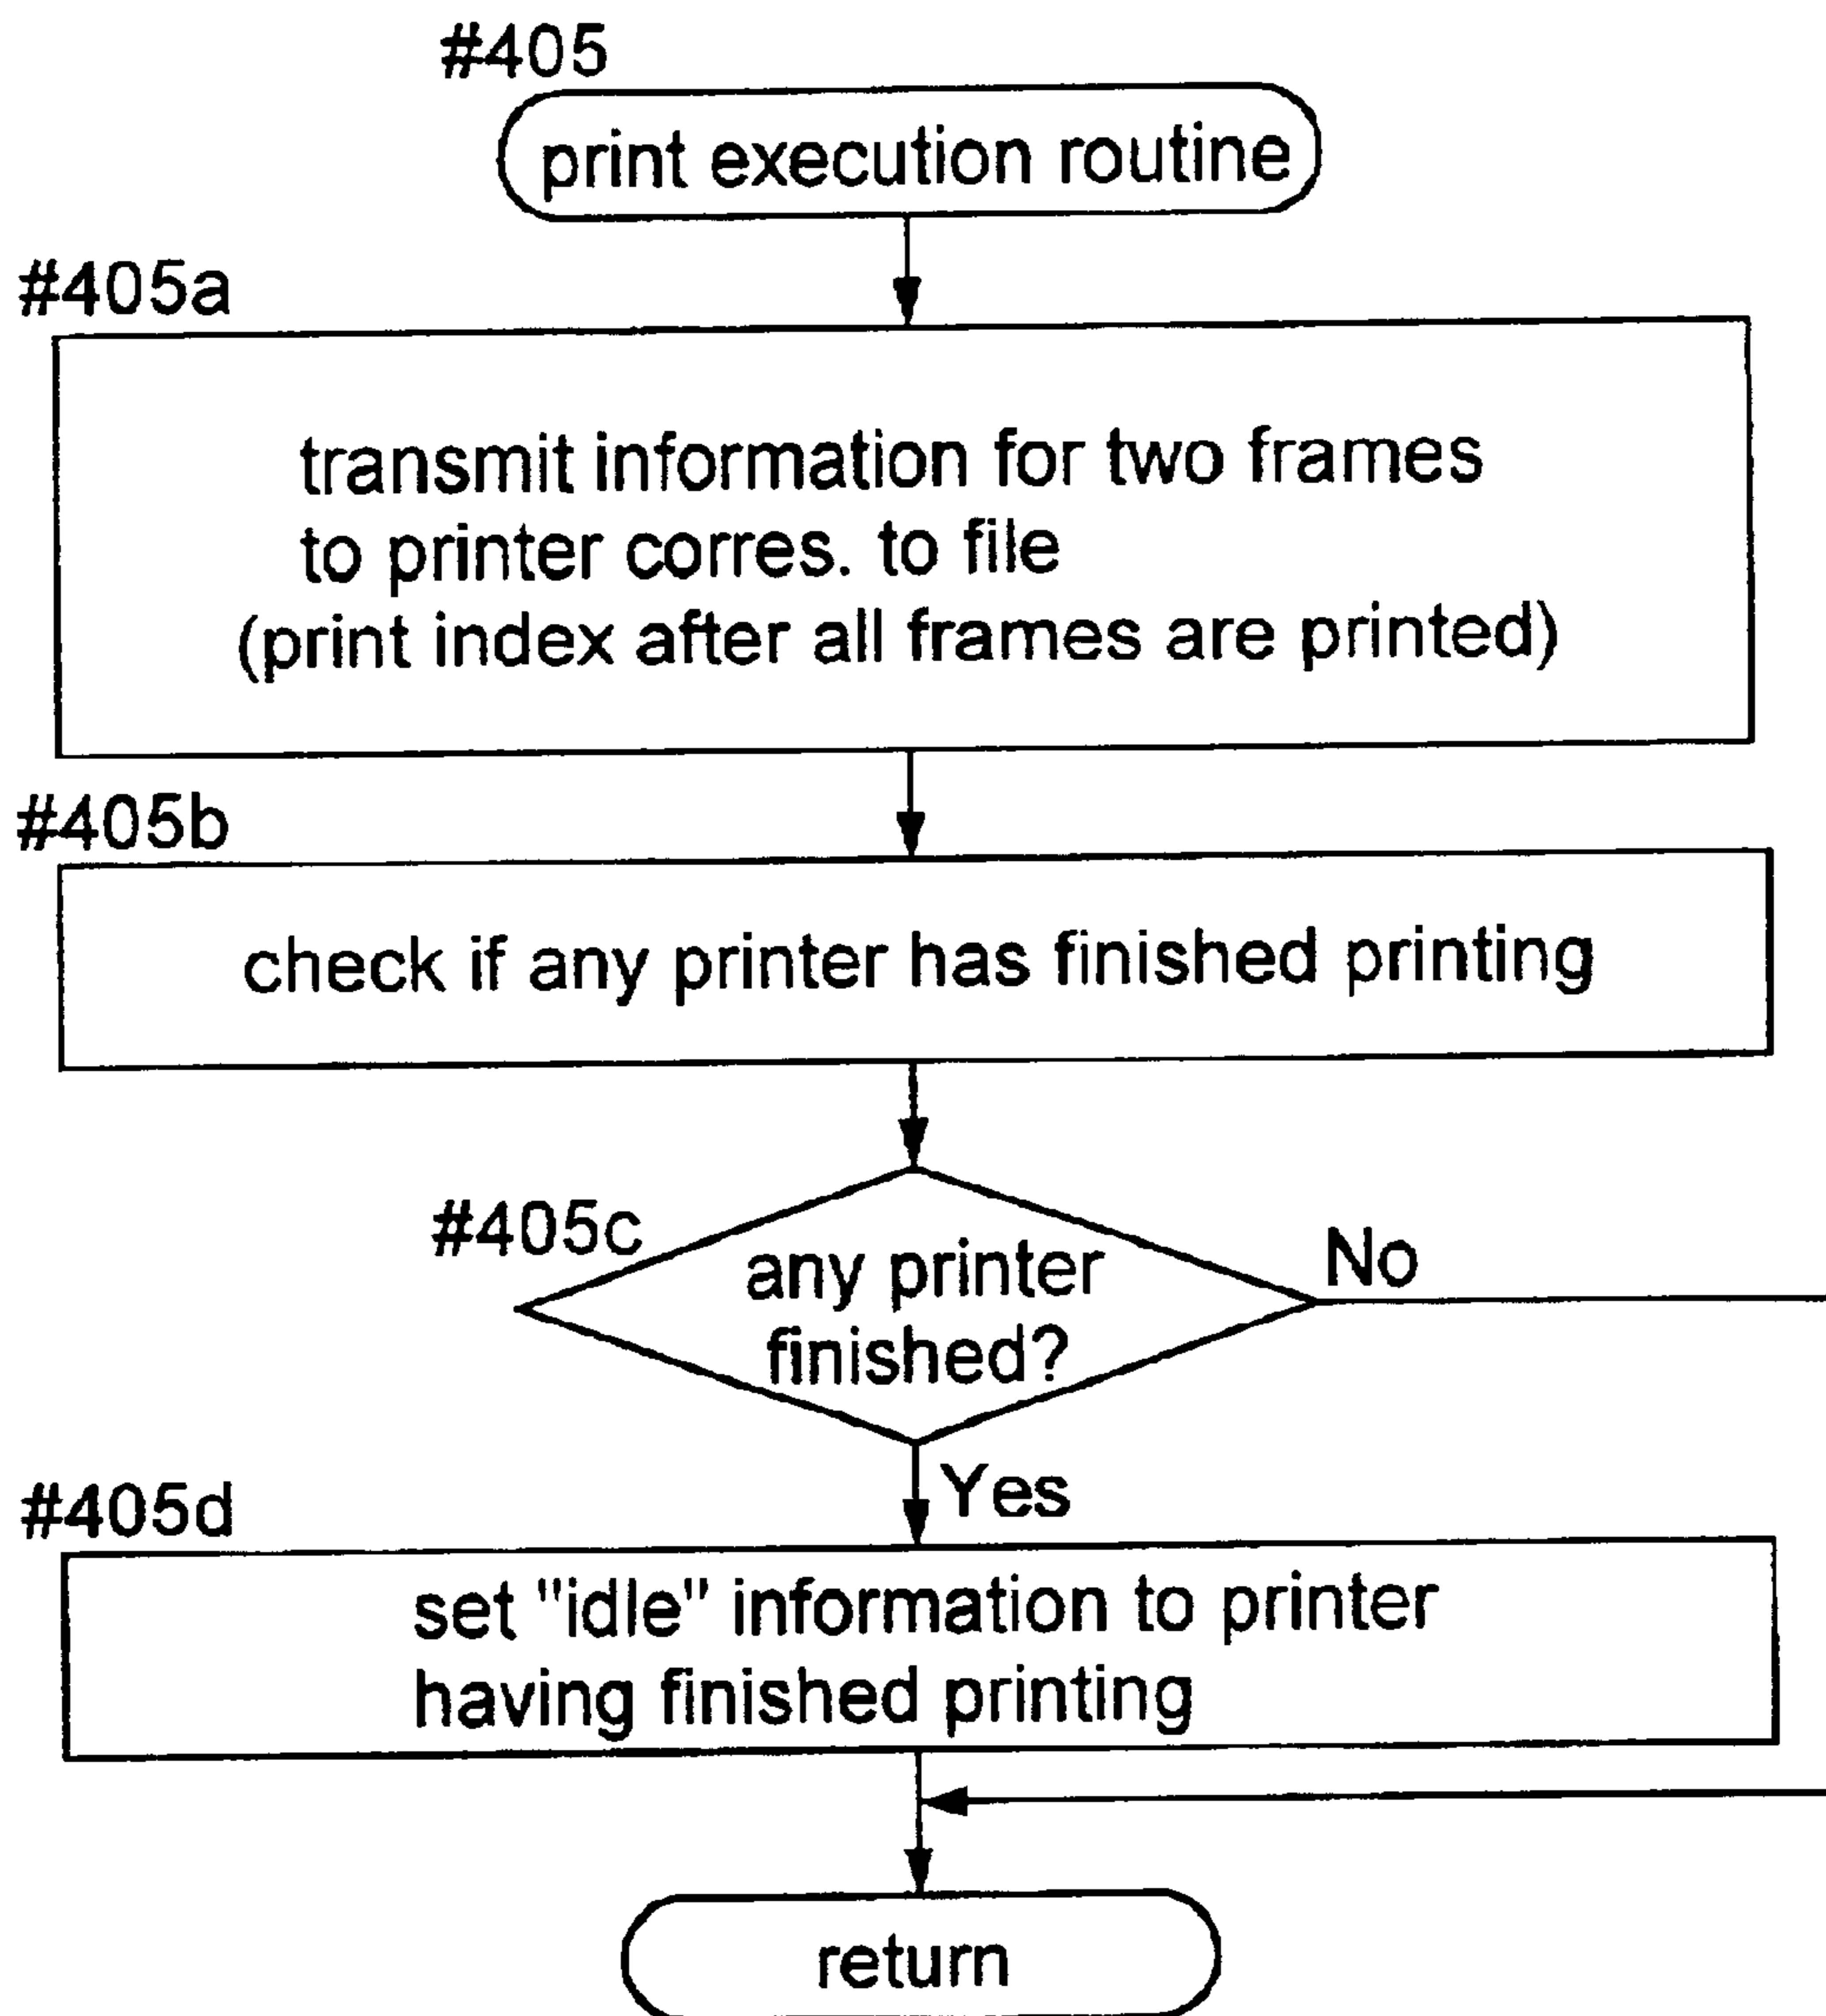 #405
print execution routine
#405a
transmit information for two frames
to printer corres. to file
(print index after all frames are printed)
#405b
check if any printer has finished printing
#405c
any printer
finished?
No
Yes
#405d
set "idle" information to printer
having finished printing
return